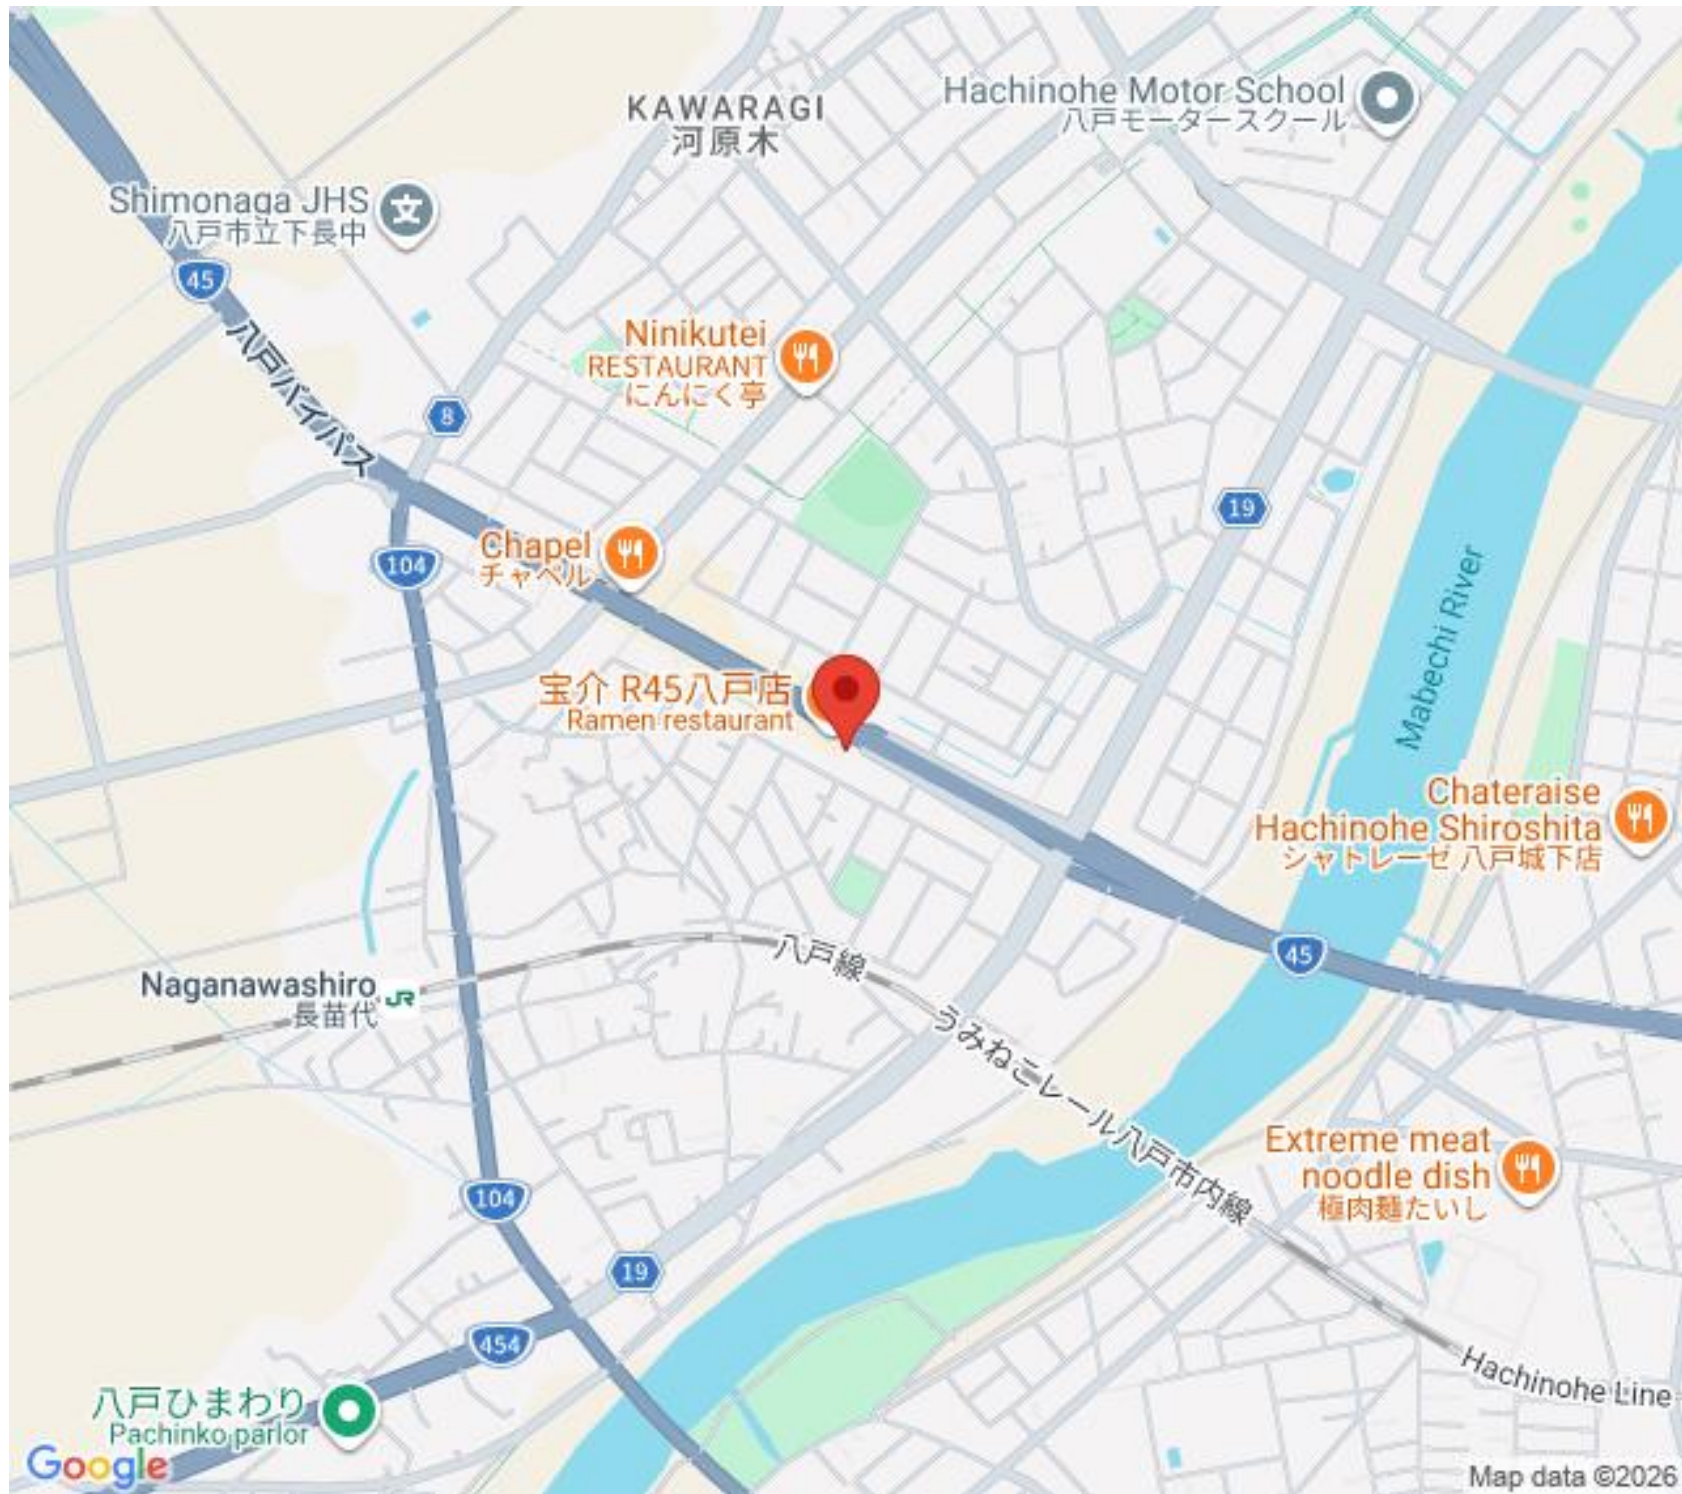 KAWARAGI
河原木
Hachinohe Motor School
八戸モータースクール
Shimonaga JHS
八戸市立下長中
45
八戸バイパス
Ninikutei
RESTAURANT
にんにく亭
8
19
104
Chapel
チャペル
Mabechi River
宝介 R45八戸店
Ramen restaurant
Chateraise
Hachinohe Shiroshita
シャトレーゼ 八戸城下店
45
八戸線
Naganawashiro
長苗代
JR
うみねこレール八戸市内線
Extreme meat
noodle dish
極肉麺たいし
104
19
454
Hachinohe Line
八戸ひまわり
Pachinko parlor
Google
Map data ©2026